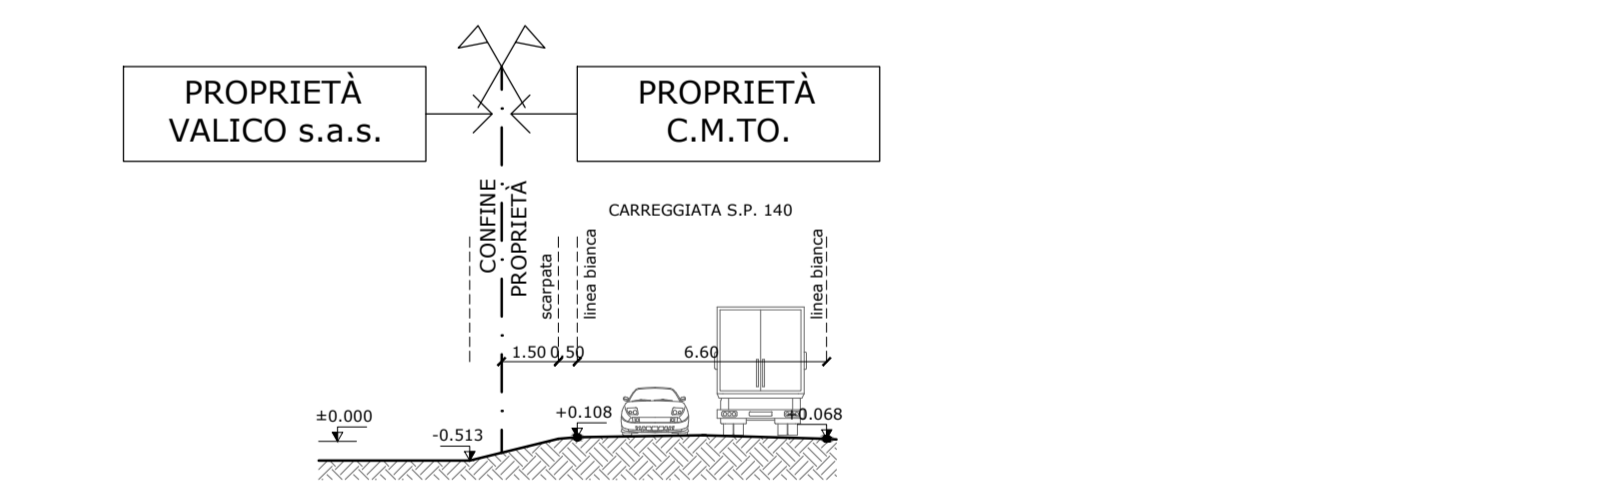 PROPRIETÀ
VALICO s.a.s.
PROPRIETÀ
C.M.TO.
CONFINE
PROPRIETÀ
CARREGGIATA S.P. 140
scarpata
linea bianca
linea bianca
1.50 0.50 6.60
±0.000
-0.513
+0.108
+0.068